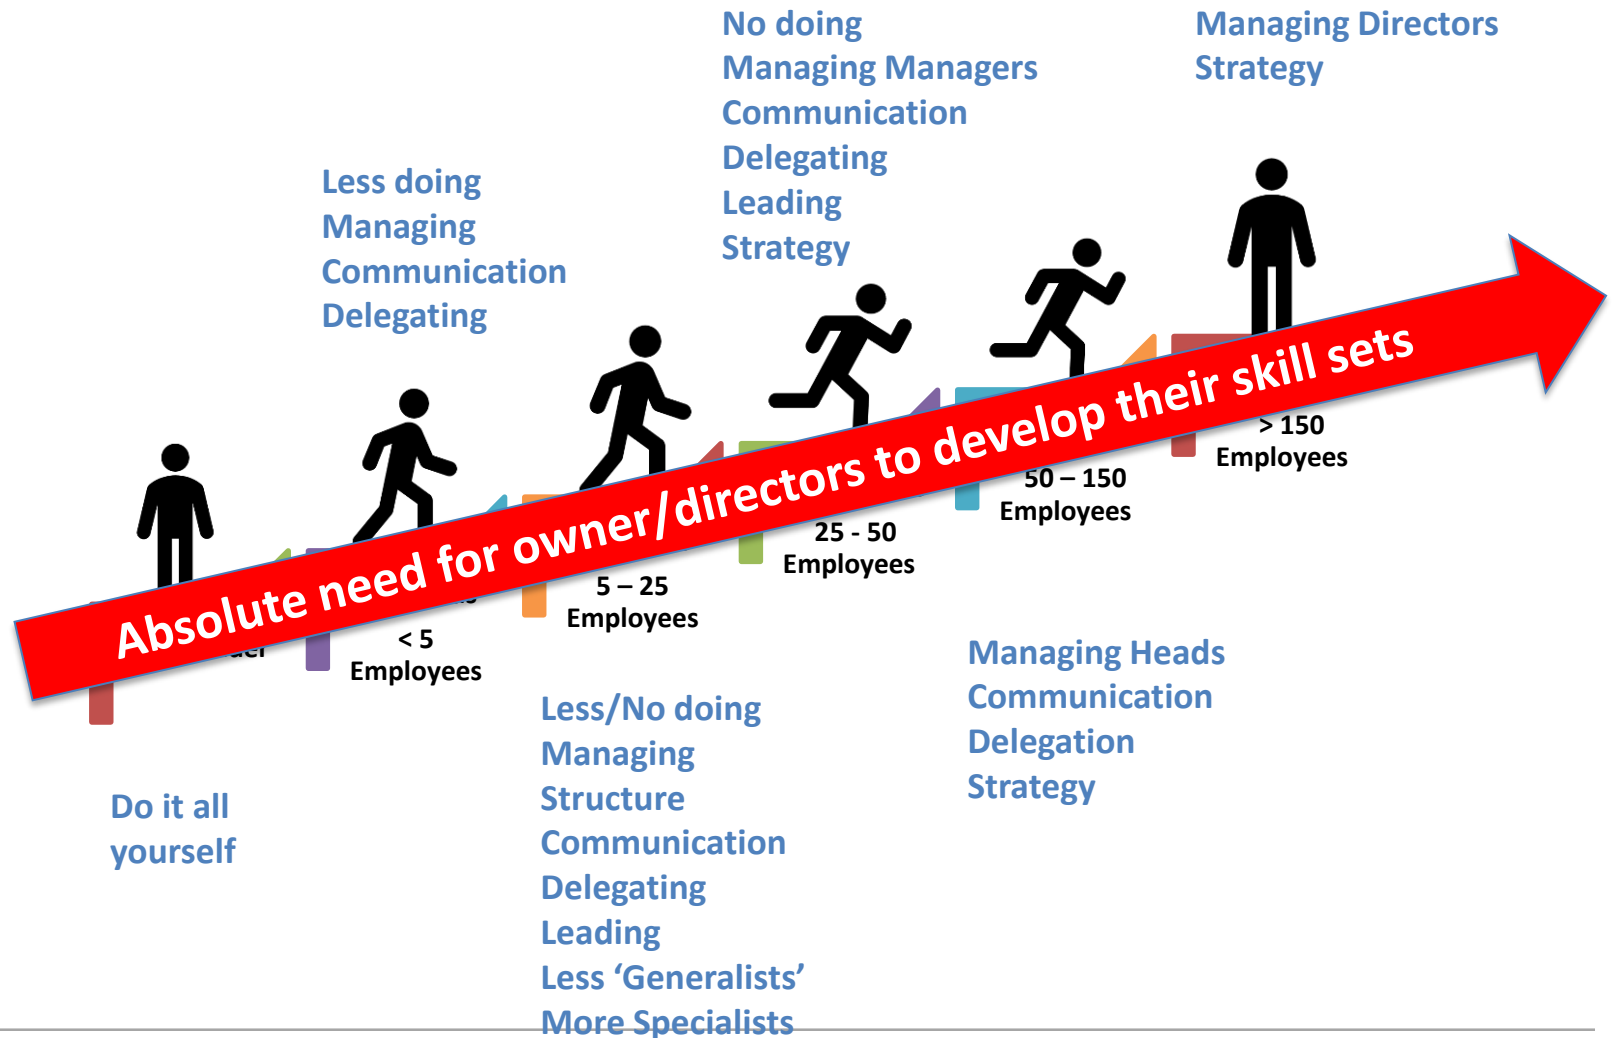 No doing
Managing Managers
Communication
Delegating
Leading
Strategy
Managing Directors
Strategy
Less doing
Managing
Communication
Delegating
Absolute need for owner/directors to develop their skill sets
< 5
Employees
5 – 25
Employees
25 - 50
Employees
50 – 150
Employees
> 150
Employees
Do it all
yourself
Less/No doing
Managing
Structure
Communication
Delegating
Leading
Less ‘Generalists’
More Specialists
Managing Heads
Communication
Delegation
Strategy